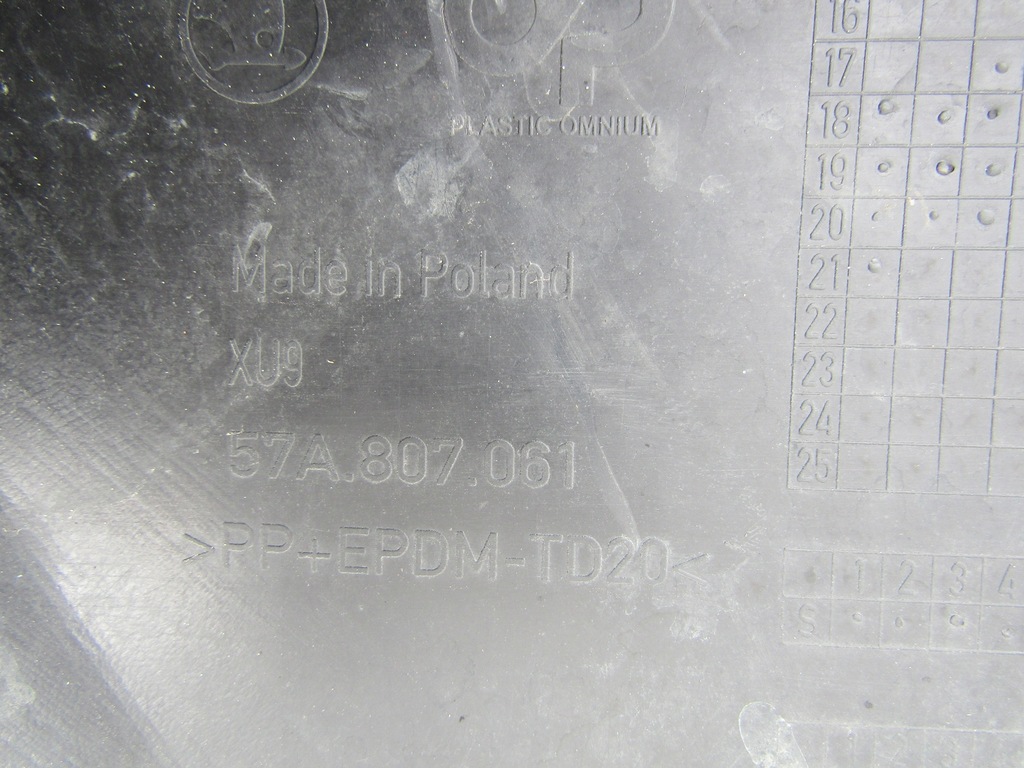 PLASTIC OMNIUM
Made in Poland
XU9
57A.807.061
>PP+EPDM-TD20<
16
17
18
19
20
21
22
23
24
25
1 2 3 4
S